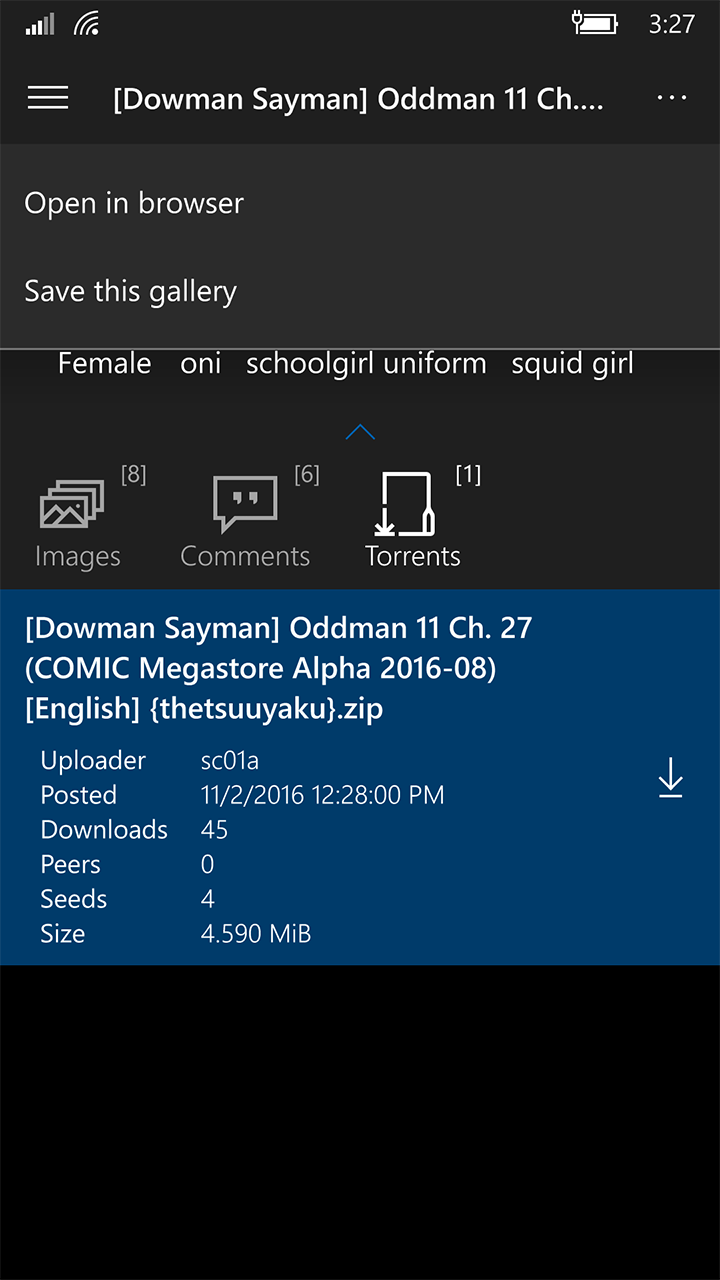 3:27
[Dowman Sayman] Oddman 11 Ch....
Open in browser
Save this gallery
Female oni schoolgirl uniform squid girl
[8] [6] [1]
Images Comments Torrents
[Dowman Sayman] Oddman 11 Ch. 27
(COMIC Megastore Alpha 2016-08)
[English] {thetsuuyaku}.zip
Uploader sc01a
Posted 11/2/2016 12:28:00 PM
Downloads 45
Peers 0
Seeds 4
Size 4.590 MiB